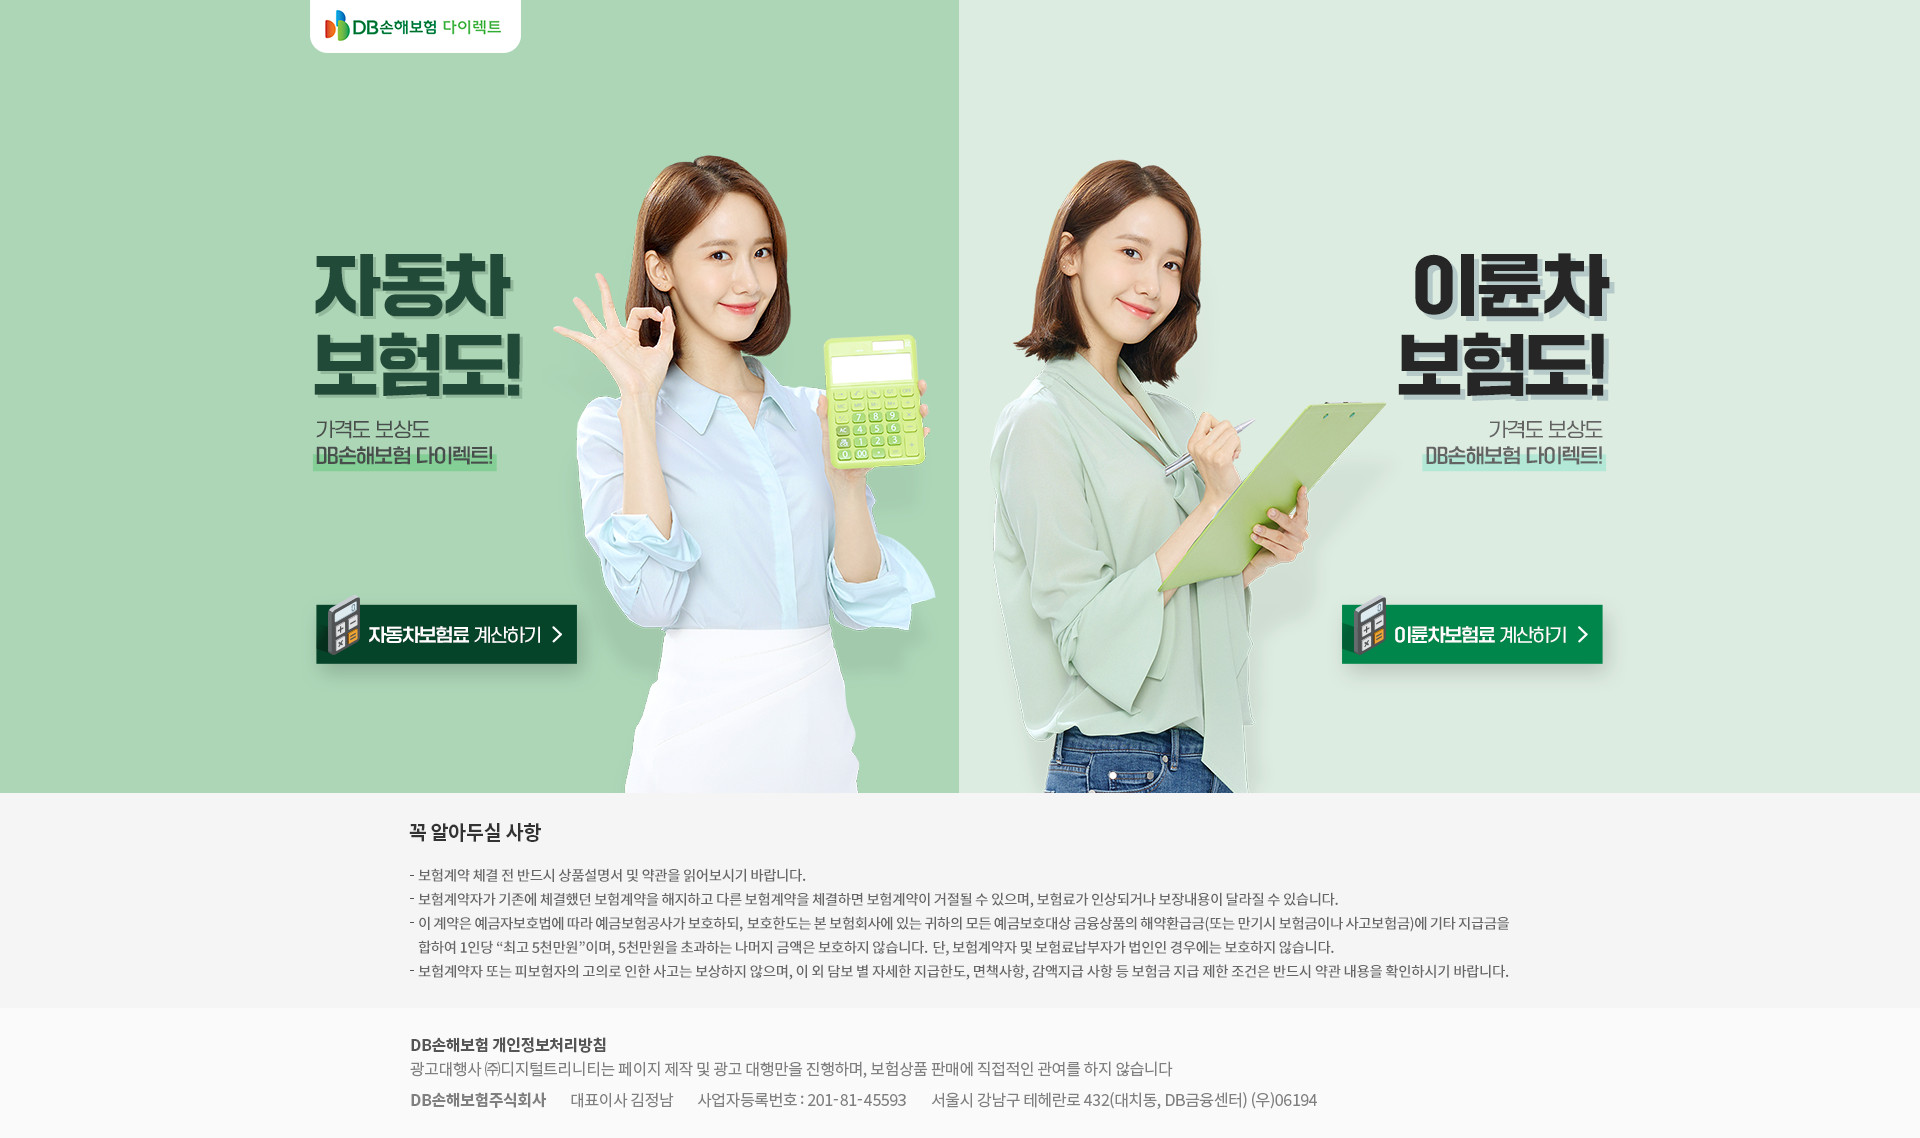 DB손해보험 다이렉트
자동차
보험도!
가격도 보상도
DB손해보험 다이렉트!
자동차보험료 계산하기
이륜차
보험도!
가격도 보상도
DB손해보험 다이렉트!
이륜차보험료 계산하기
꼭 알아두실 사항
- 보험계약 체결 전 반드시 상품설명서 및 약관을 읽어보시기 바랍니다.
- 보험계약자가 기존에 체결했던 보험계약을 해지하고 다른 보험계약을 체결하면 보험계약이 거절될 수 있으며, 보험료가 인상되거나 보장내용이 달라질 수 있습니다.
- 이 계약은 예금자보호법에 따라 예금보험공사가 보호하되, 보호한도는 본 보험회사에 있는 귀하의 모든 예금보호대상 금융상품의 해약환급금(또는 만기시 보험금이나 사고보험금)에 기타 지급금을
합하여 1인당 “최고 5천만원”이며, 5천만원을 초과하는 나머지 금액은 보호하지 않습니다. 단, 보험계약자 및 보험료납부자가 법인인 경우에는 보호하지 않습니다.
- 보험계약자 또는 피보험자의 고의로 인한 사고는 보상하지 않으며, 이 외 담보 별 자세한 지급한도, 면책사항, 감액지급 사항 등 보험금 지급 제한 조건은 반드시 약관 내용을 확인하시기 바랍니다.
DB손해보험 개인정보처리방침
광고대행사 ㈜디지털트리니티는 페이지 제작 및 광고 대행만을 진행하며, 보험상품 판매에 직접적인 관여를 하지 않습니다
DB손해보험주식회사 대표이사 김정남 사업자등록번호 : 201-81-45593 서울시 강남구 테헤란로 432(대치동, DB금융센터) (우)06194